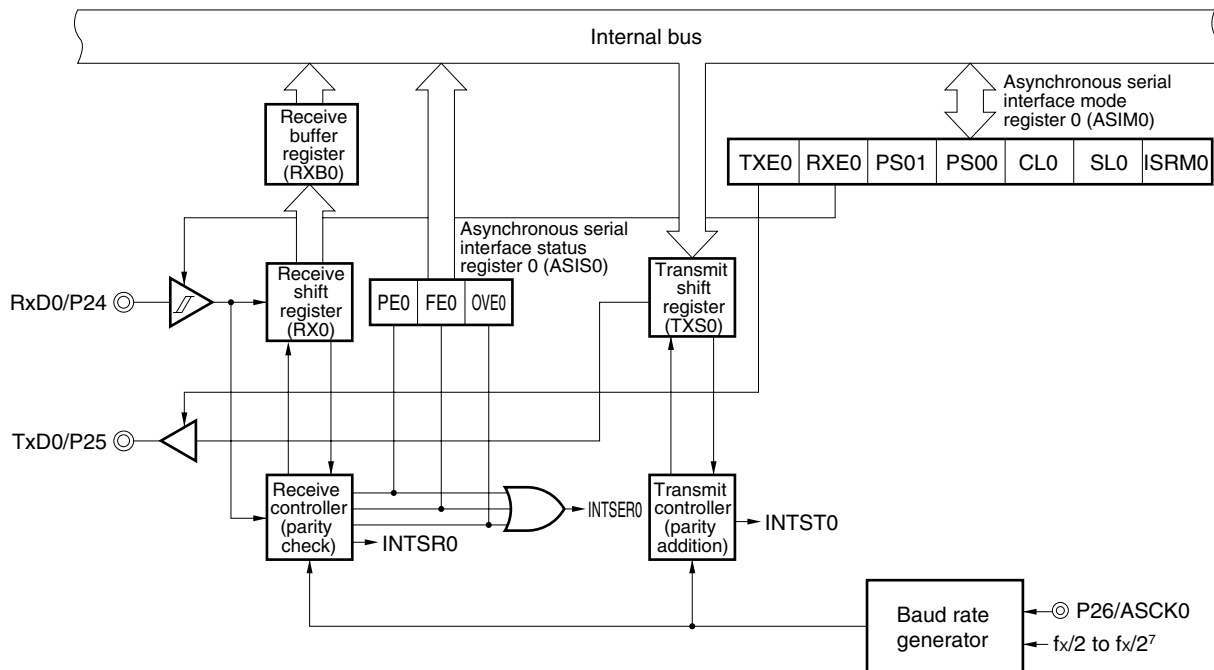 Internal bus
Asynchronous serial
interface mode
register 0 (ASIM0)
Receive
buffer
register
(RXB0)
TXE0 RXE0 PS01 PS00 CL0 SL0 ISRM0
Asynchronous serial
interface status
register 0 (ASIS0)
RxD0/P24
Receive
shift
register
(RX0)
PE0 FE0 OVE0
Transmit
shift
register
(TXS0)
TxD0/P25
Receive
controller
(parity
check)
INTSER0
INTSR0
Transmit
controller
(parity
addition)
INTST0
Baud rate
generator
P26/ASCK0
fx/2 to fx/2⁷